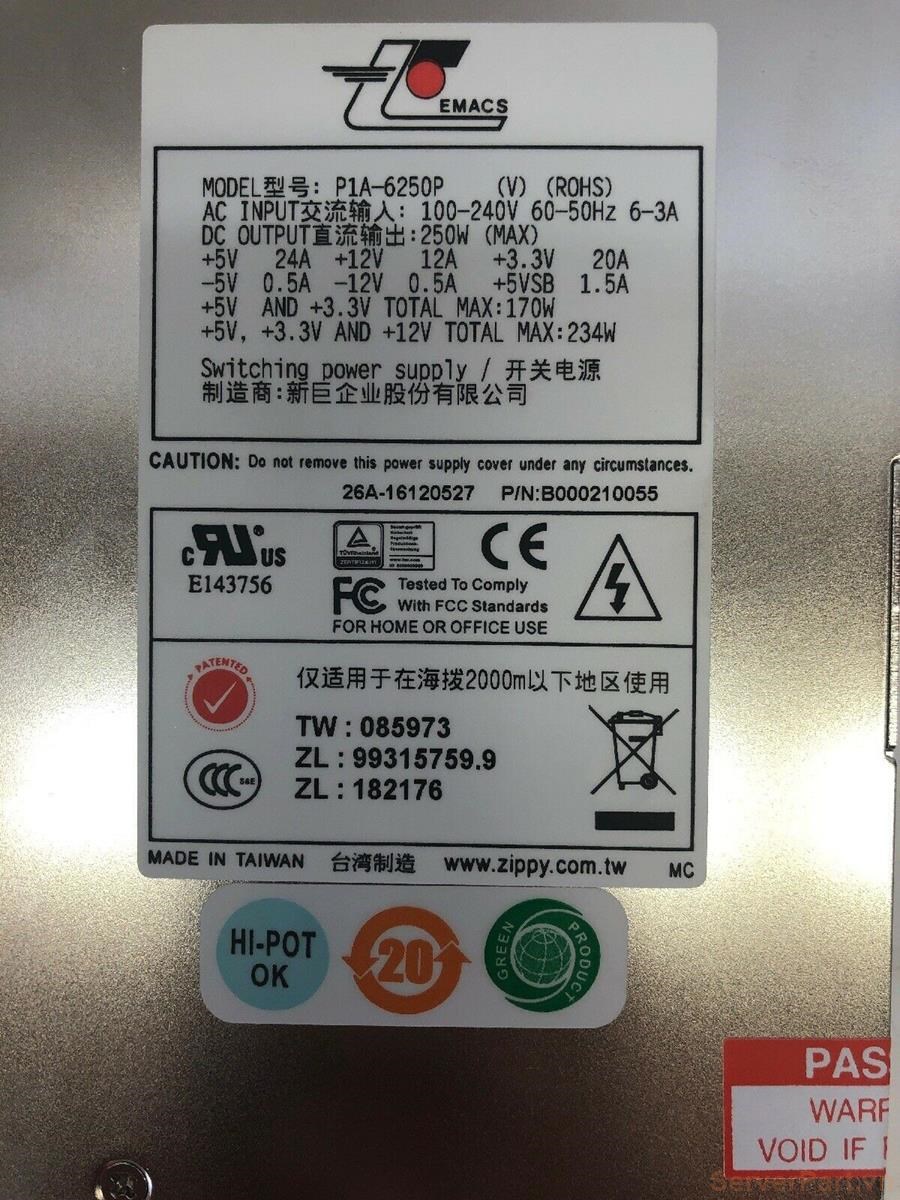 EMACS
MODEL型号: P1A-6250P (V) (ROHS)
AC INPUT交流输入: 100-240V 60-50Hz 6-3A
DC OUTPUT直流输出:250W (MAX)
+5V 24A +12V 12A +3.3V 20A
-5V 0.5A -12V 0.5A +5VSB 1.5A
+5V AND +3.3V TOTAL MAX:170W
+5V, +3.3V AND +12V TOTAL MAX:234W
Switching power supply / 开关电源
制造商:新巨企业股份有限公司
CAUTION: Do not remove this power supply cover under any circumstances.
26A-16120527 P/N:B000210055
c RU ® US
E143756
TÜVRheinland
CE
FC Tested To Comply
With FCC Standards
FOR HOME OR OFFICE USE
PATENTED
仅适用于在海拨2000m以下地区使用
TW : 085973
ZL : 99315759.9
ZL : 182176
CCC S&E
MADE IN TAIWAN 台湾制造 www.zippy.com.tw MC
HI-POT
OK
20
GREEN PRODUCT
PAS
WARR
VOID IF